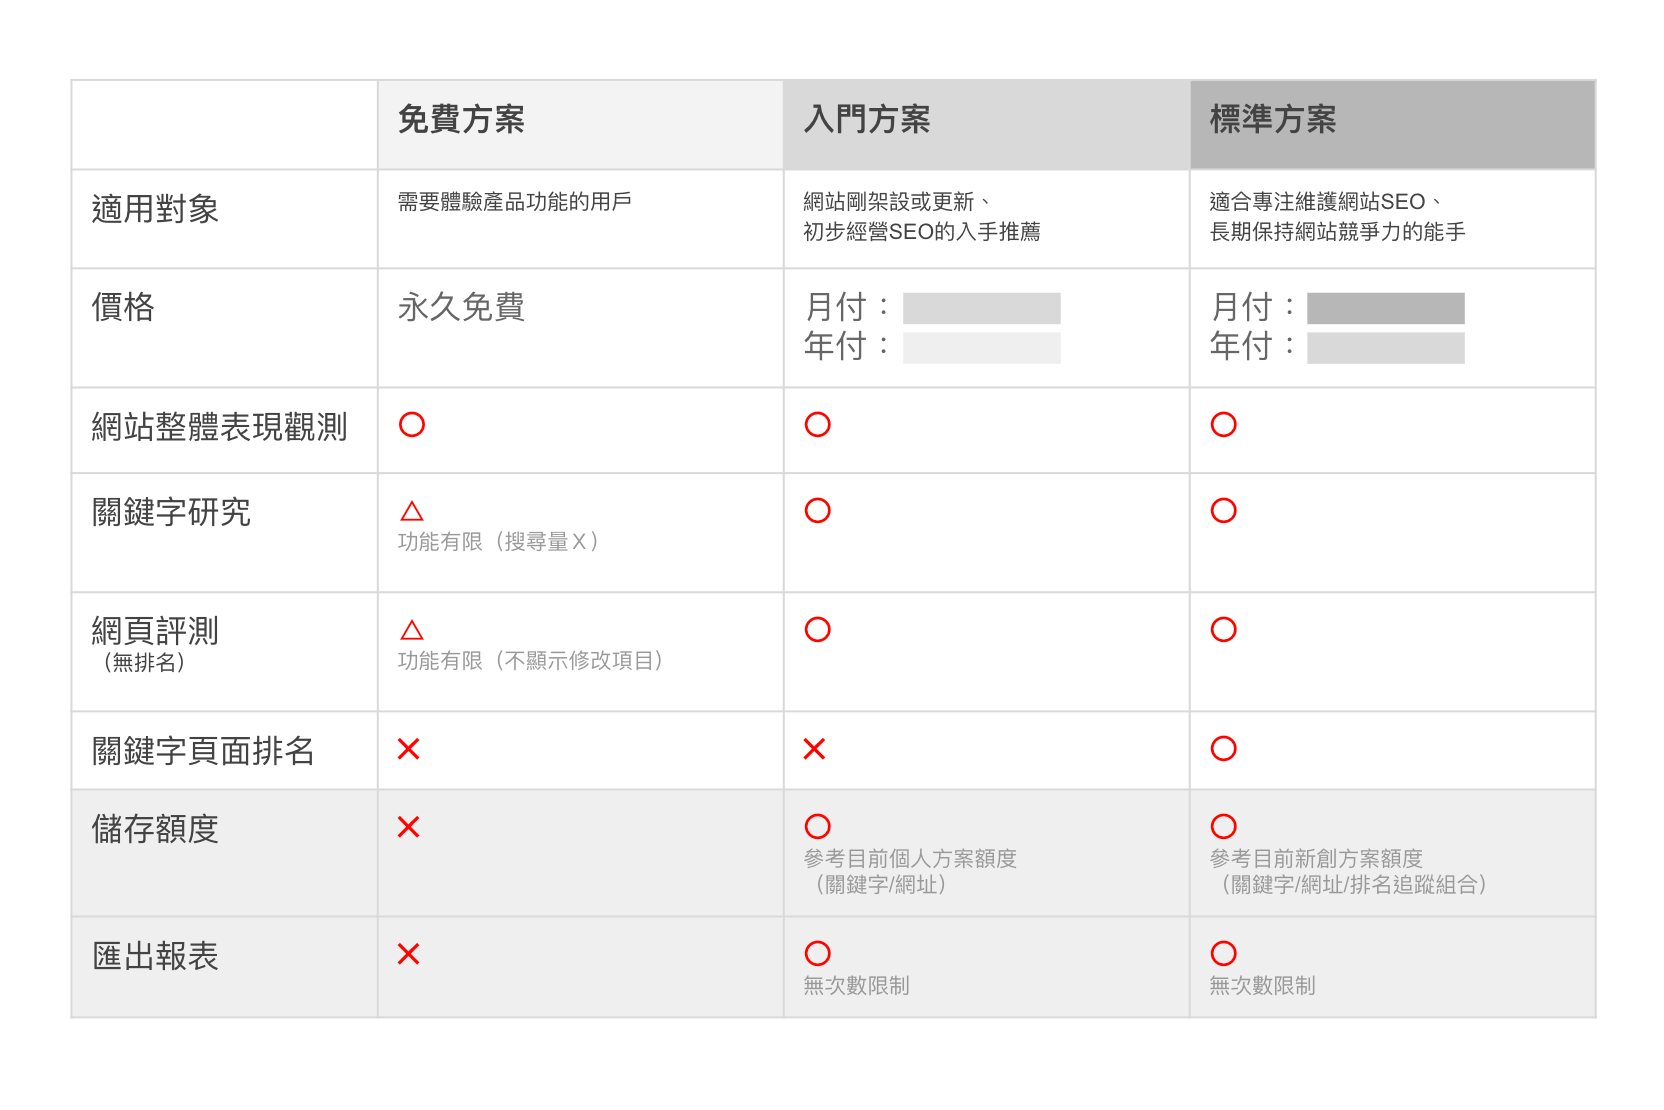 免費方案 入門方案 標準方案
適用對象 需要體驗產品功能的用戶 網站剛架設或更新、 適合專注維護網站SEO、
初步經營SEO的入手推薦 長期保持網站競爭力的能手
價格 永久免費 月付： 月付：
年付： 年付：
網站整體表現觀測 ○ ○ ○
關鍵字研究 △ ○ ○
功能有限（搜尋量X）
網頁評測 △ ○ ○
（無排名） 功能有限（不顯示修改項目）
關鍵字頁面排名 ✕ ✕ ○
儲存額度 ✕ ○ ○
參考目前個人方案額度 參考目前新創方案額度
（關鍵字/網址） （關鍵字/網址/排名追蹤組合）
匯出報表 ✕ ○ ○
無次數限制 無次數限制